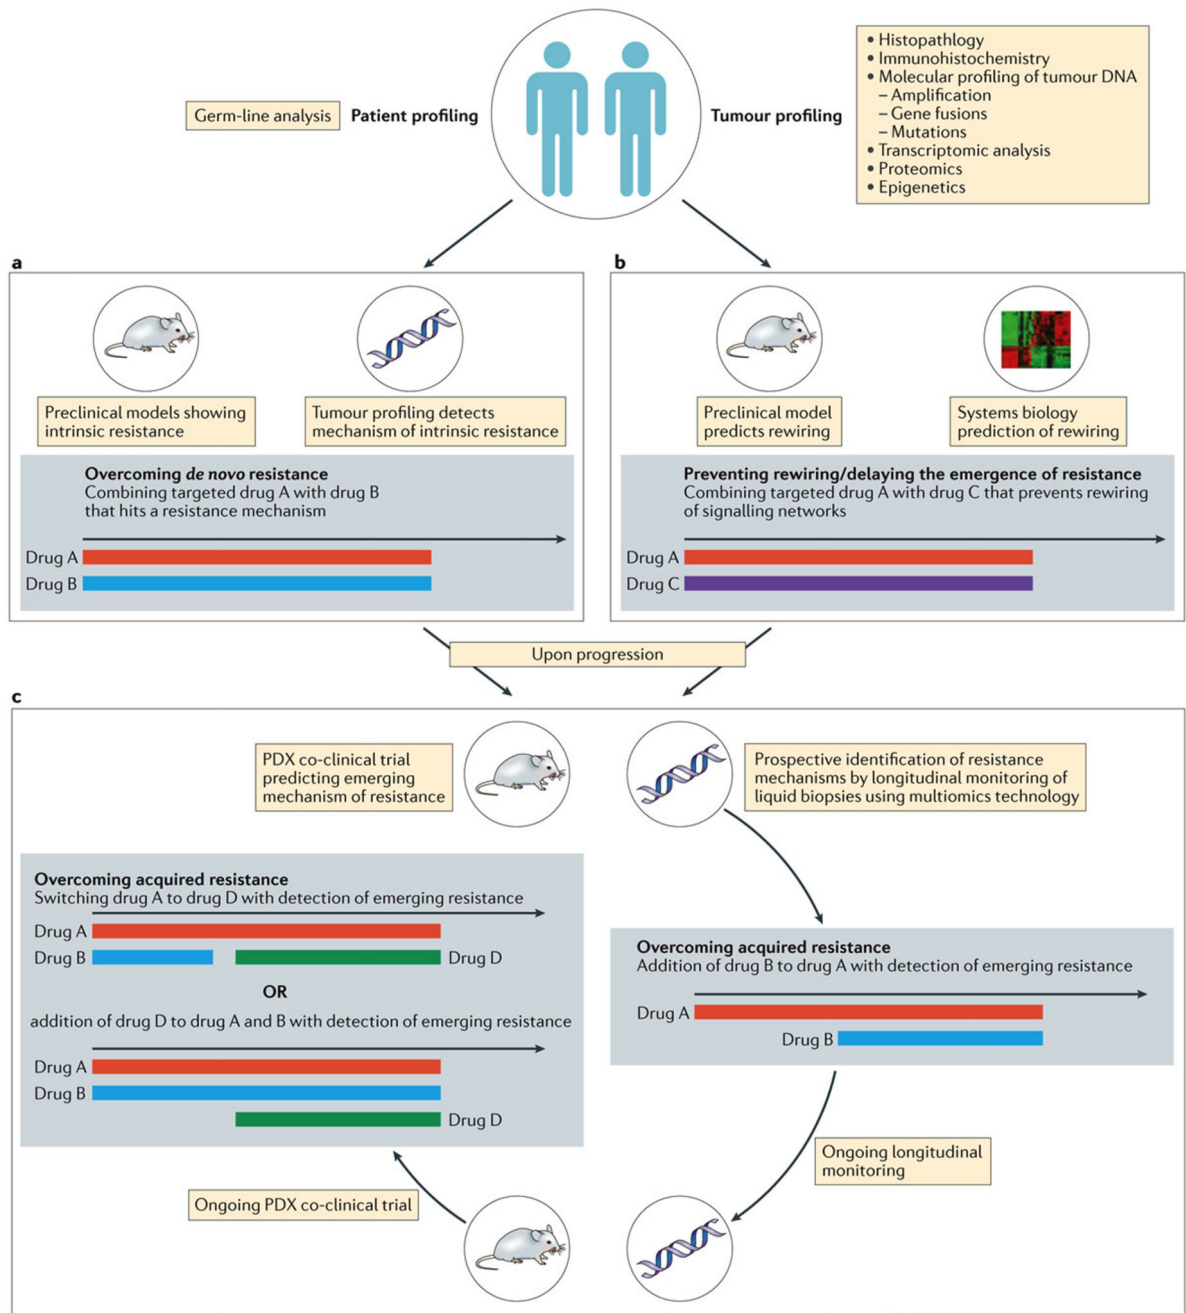 Germ-line analysis
Patient profiling
Tumour profiling
• Histopathlogy
• Immunohistochemistry
• Molecular profiling of tumour DNA
– Amplification
– Gene fusions
– Mutations
• Transcriptomic analysis
• Proteomics
• Epigenetics
a
Preclinical models showing
intrinsic resistance
Tumour profiling detects
mechanism of intrinsic resistance
Overcoming de novo resistance
Combining targeted drug A with drug B
that hits a resistance mechanism
Drug A
Drug B
b
Preclinical model
predicts rewiring
Systems biology
prediction of rewiring
Preventing rewiring/delaying the emergence of resistance
Combining targeted drug A with drug C that prevents rewiring
of signalling networks
Drug A
Drug C
Upon progression
c
PDX co-clinical trial
predicting emerging
mechanism of resistance
Prospective identification of resistance
mechanisms by longitudinal monitoring of
liquid biopsies using multiomics technology
Overcoming acquired resistance
Switching drug A to drug D with detection of emerging resistance
Drug A
Drug B
Drug D
OR
addition of drug D to drug A and B with detection of emerging resistance
Drug A
Drug B
Drug D
Overcoming acquired resistance
Addition of drug B to drug A with detection of emerging resistance
Drug A
Drug B
Ongoing longitudinal
monitoring
Ongoing PDX co-clinical trial